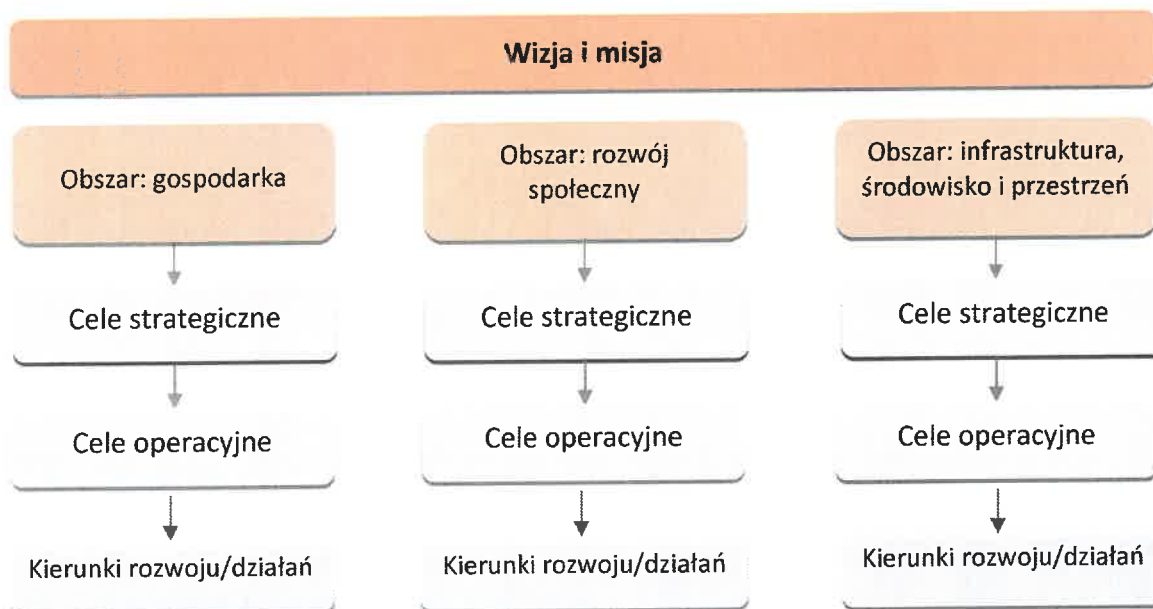 Wizja i misja
Obszar: gospodarka
Obszar: rozwój
społeczny
Obszar: infrastruktura,
środowisko i przestrzeń
Cele strategiczne
Cele strategiczne
Cele strategiczne
Cele operacyjne
Cele operacyjne
Cele operacyjne
Kierunki rozwoju/działań
Kierunki rozwoju/działań
Kierunki rozwoju/działań